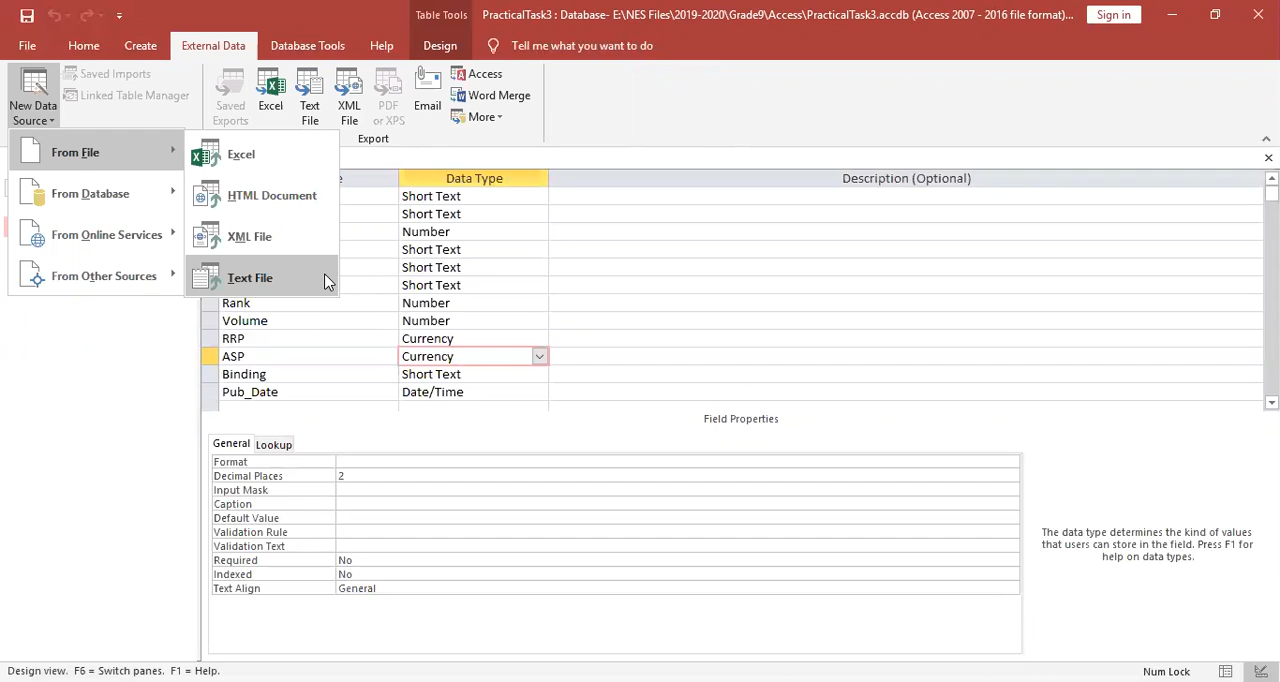 Table Tools
PracticalTask3 : Database- E:\NES Files\2019-2020\Grade9\Access\PracticalTask3.accdb (Access 2007 - 2016 file format)...
Sign in
File
Home
Create
External Data
Database Tools
Help
Design
Tell me what you want to do
New Data
Source
Saved Imports
Linked Table Manager
Saved
Exports
Excel
Text
File
XML
File
PDF
or XPS
Email
Access
Word Merge
More
Export
From File
From Database
From Online Services
From Other Sources
Excel
HTML Document
XML File
Text File
e
Data Type
Description (Optional)
Short Text
Short Text
Number
Short Text
Short Text
Short Text
Rank
Number
Volume
Number
RRP
Currency
ASP
Currency
Binding
Short Text
Pub_Date
Date/Time
Field Properties
General
Lookup
Format
Decimal Places
2
Input Mask
Caption
Default Value
Validation Rule
Validation Text
Required
No
Indexed
No
Text Align
General
The data type determines the kind of values
that users can store in the field. Press F1 for
help on data types.
Design view. F6 = Switch panes. F1 = Help.
Num Lock